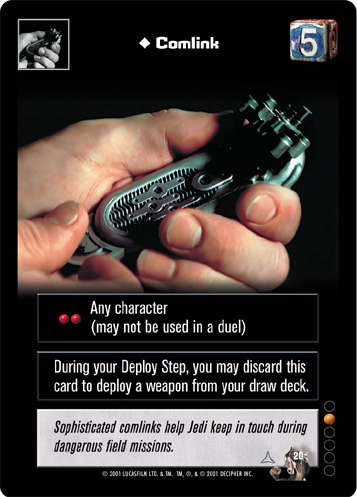 ◆ Comlink
5
Any character
(may not be used in a duel)
During your Deploy Step, you may discard this
card to deploy a weapon from your draw deck.
Sophisticated comlinks help Jedi keep in touch during
dangerous field missions.
20
© 2001 LUCASFILM LTD. & TM. TM, ®, & © 2001 DECIPHER INC.